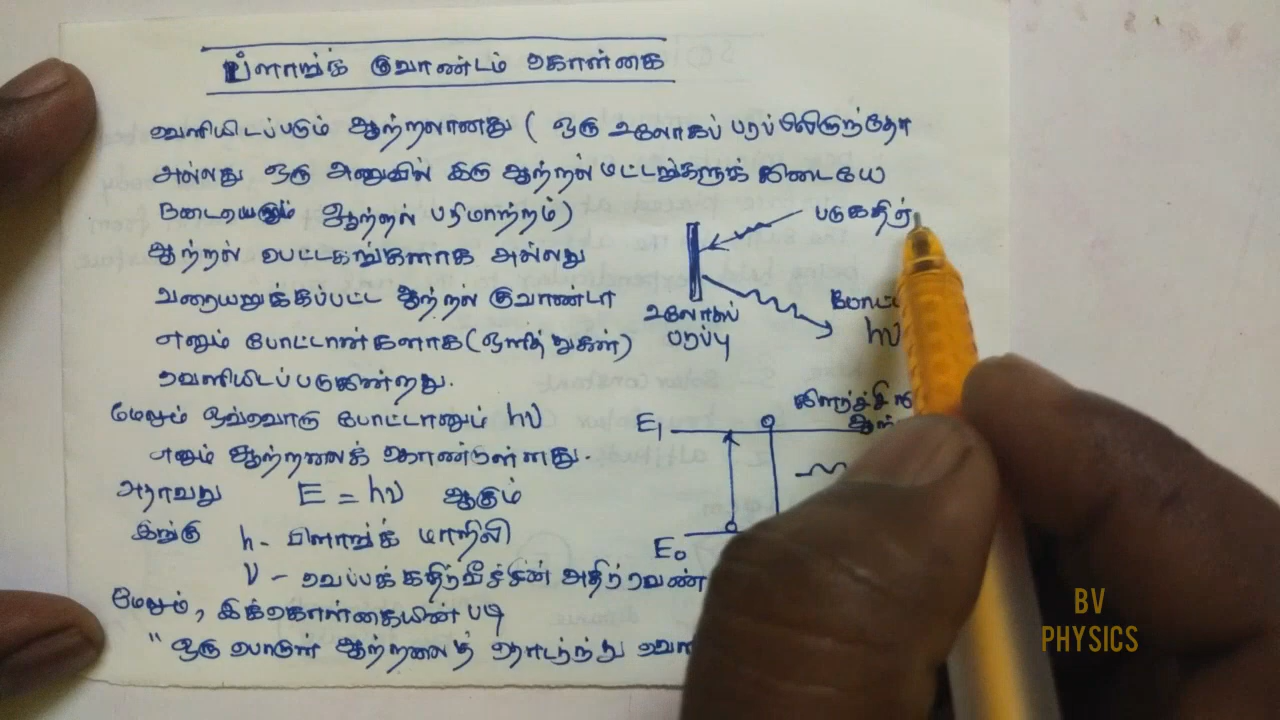 பிளாங்க் குவாண்டம் கொள்கை
வெளியிடப்படும் ஆற்றலானது ( ஒரு உலோகப் பரப்பிலிருந்தோ
அல்லது ஒரு அணுவில் இரு ஆற்றல் மட்டங்களுக் கிடையே
நடைபெறும் ஆற்றல் பரிமாற்றம்)
படுகதிர்
ஆற்றல் பெட்டகங்களாக அல்லது
வரையறுக்கப்பட்ட ஆற்றல் குவாண்டா
உலோகப்
பரப்பு
எனும் போட்டான்களாக (ஒளித் துகள்)
hν
வெளியிடப்படுகின்றது.
மேலும் ஒவ்வொரு போட்டானும் hν
E₁
எனும் ஆற்றலைக் கொண்டுள்ளது.
அதாவது E = hν ஆகும்
இங்கு h - பிளாங்க் மாறிலி
E₀
ν - வெப்பக் கதிர்வீச்சின்
மேலும், இக்கொள்கையின் படி
" ஒரு பொருள் ஆற்றலைத் தொடர்ந்து
BV
PHYSICS